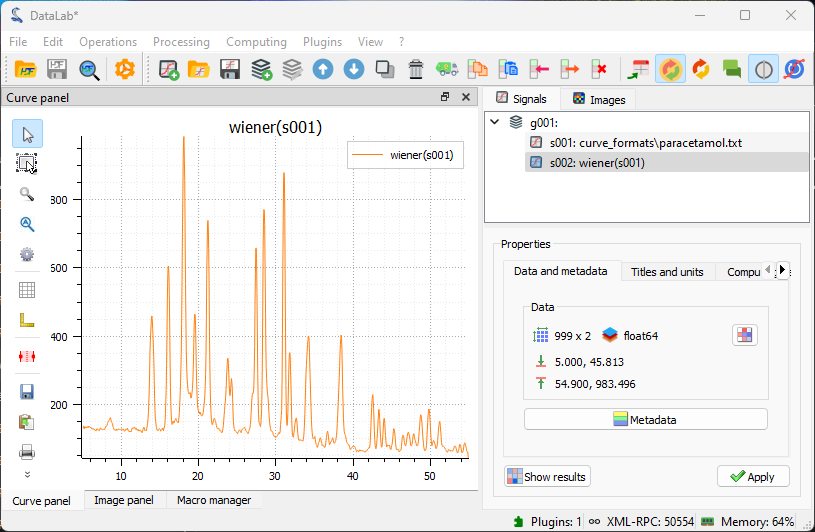 DataLab*
File Edit Operations Processing Computing Plugins View ?
Curve panel
wiener(s001)
wiener(s001)
800
600
400
200
10 20 30 40 50
Curve panel Image panel Macro manager
Signals Images
g001:
s001: curve_formats\paracetamol.txt
s002: wiener(s001)
Properties
Data and metadata Titles and units Compu
Data
999 x 2 float64
5.000, 45.813
54.900, 983.496
Metadata
Show results Apply
Plugins: 1 XML-RPC: 50554 Memory: 64%